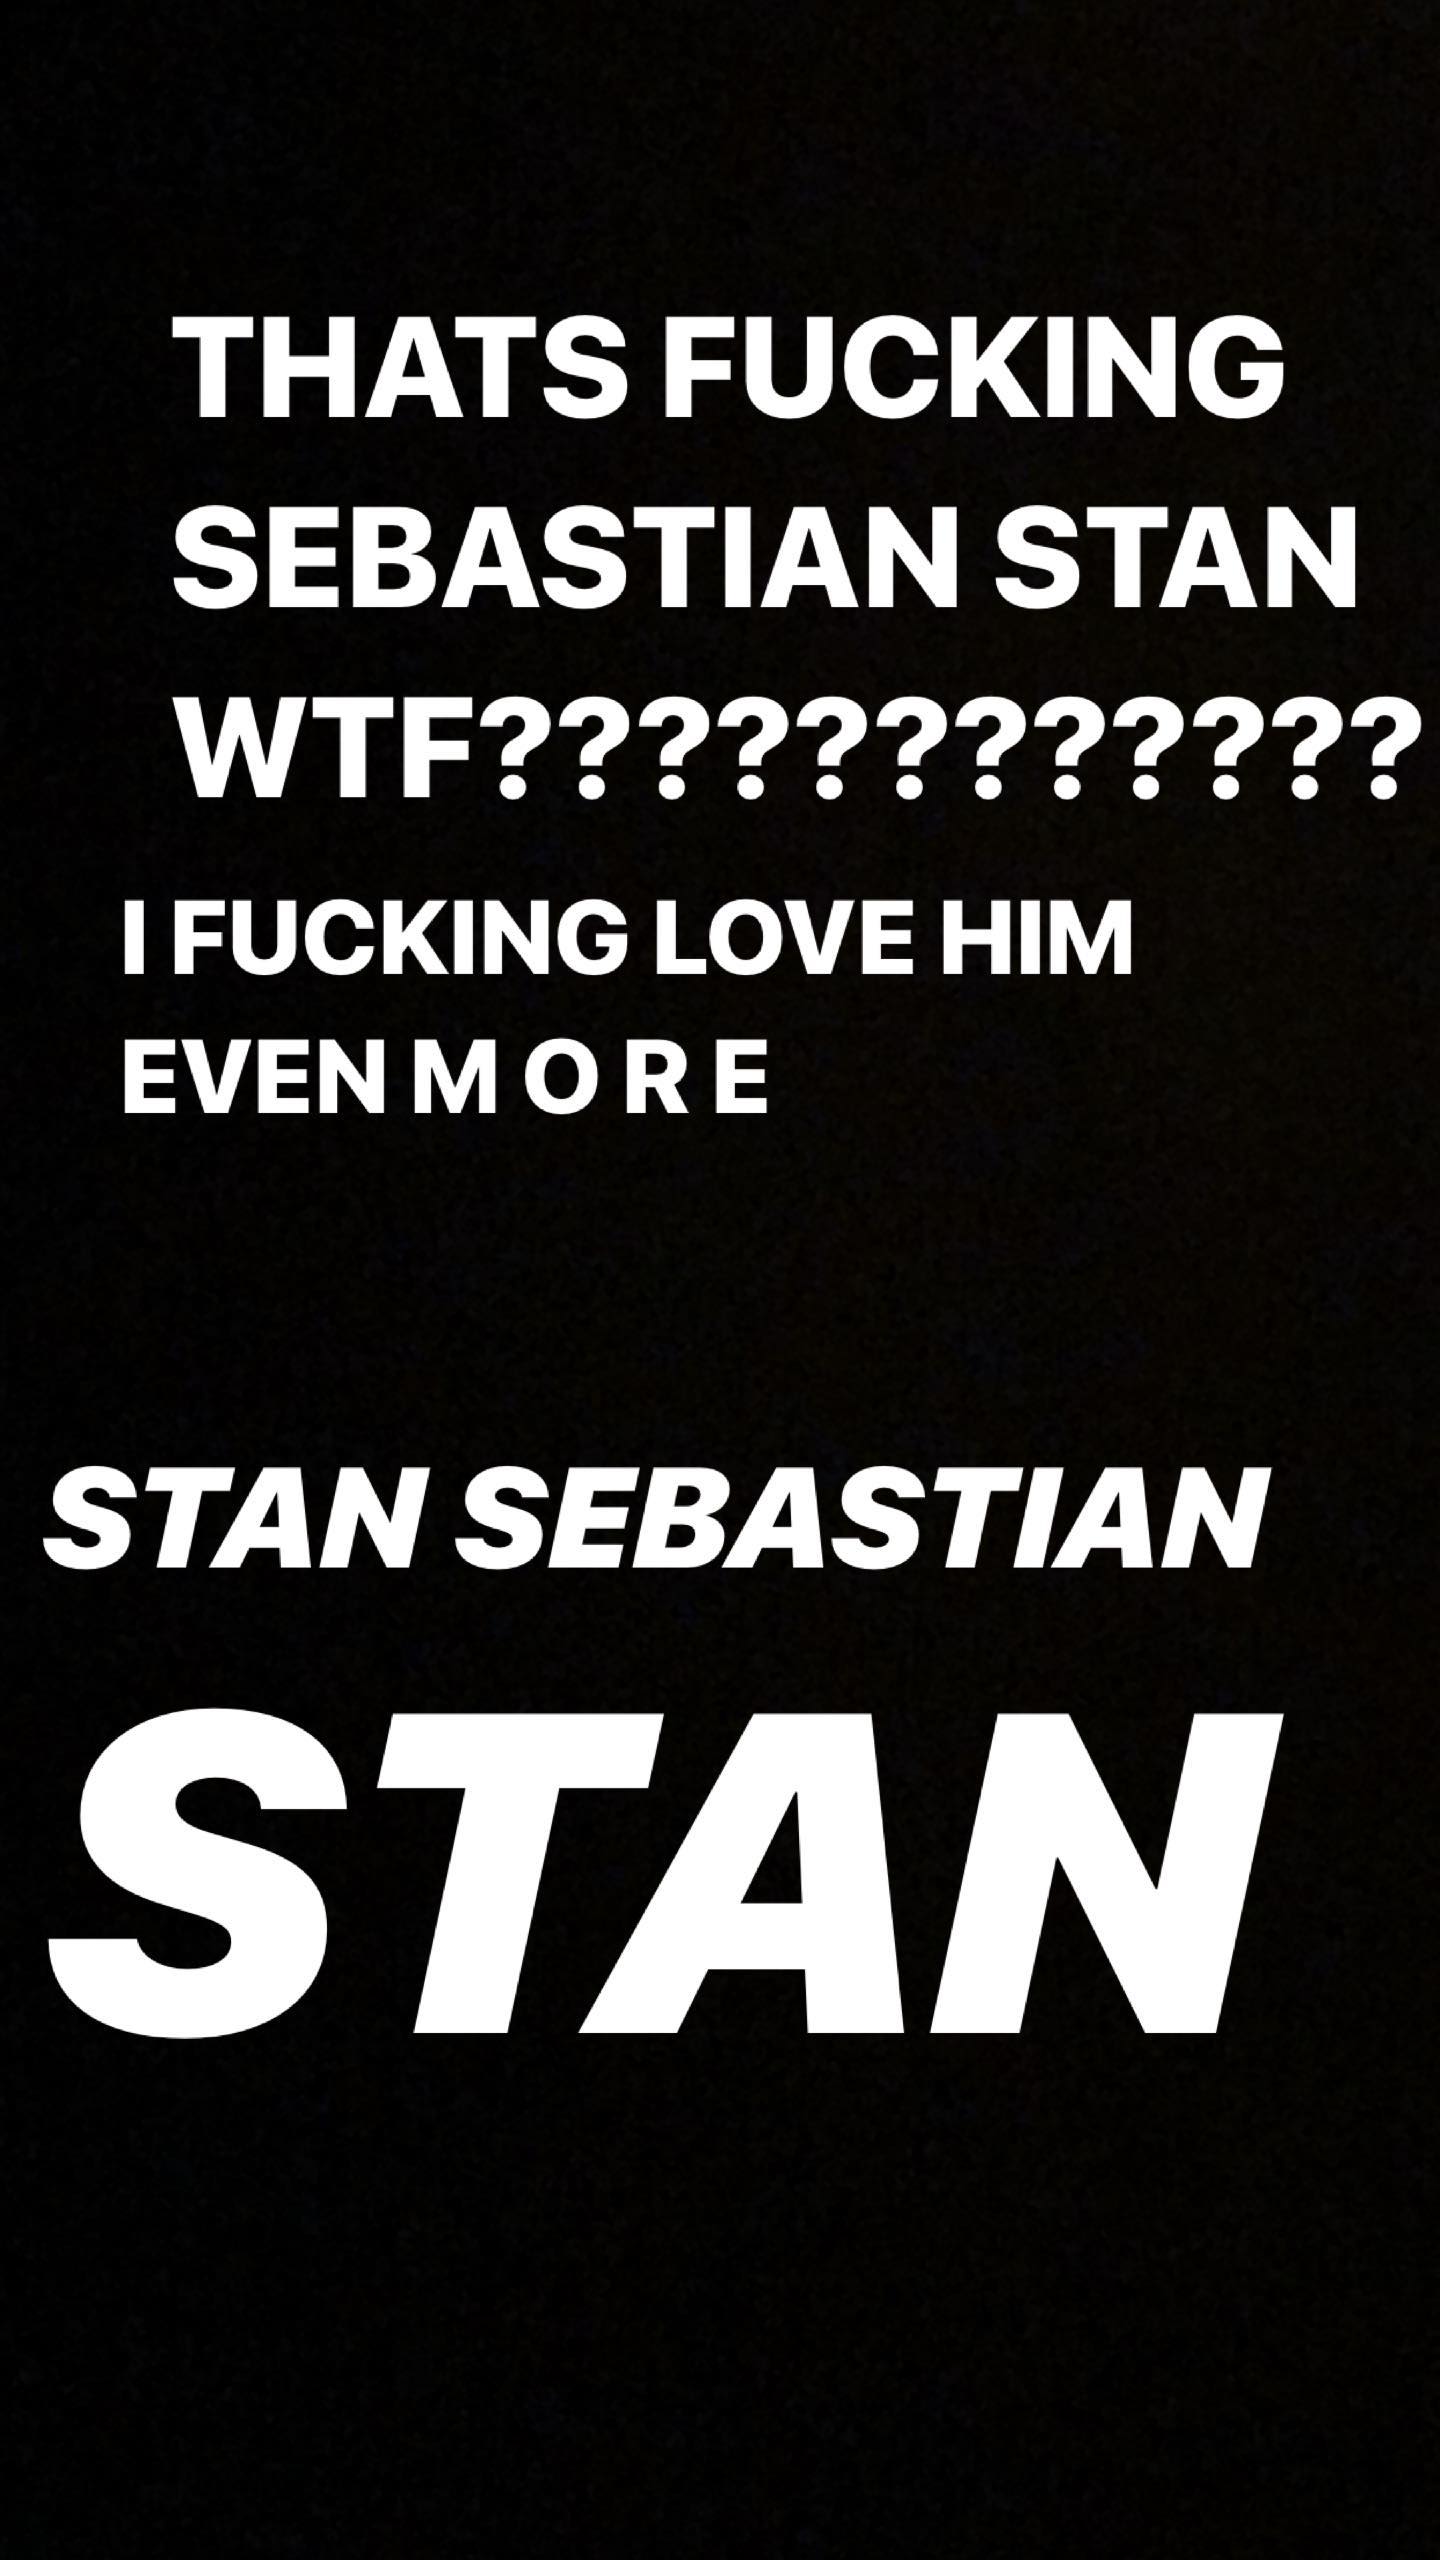 THATS FUCKING
SEBASTIAN STAN
WTF????????????
I FUCKING LOVE HIM
EVEN M O R E
STAN SEBASTIAN
STAN